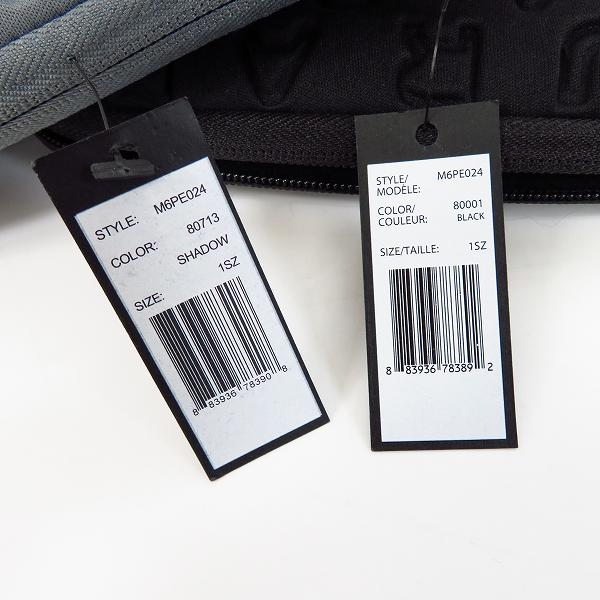 STYLE: M6PE024
COLOR: 80713
SHADOW
SIZE: 1SZ
8 83936 78390 8
STYLE/
MODÈLE: M6PE024
COLOR/ 80001
COULEUR: BLACK
SIZE/TAILLE: 1SZ
8 83936 78389 2